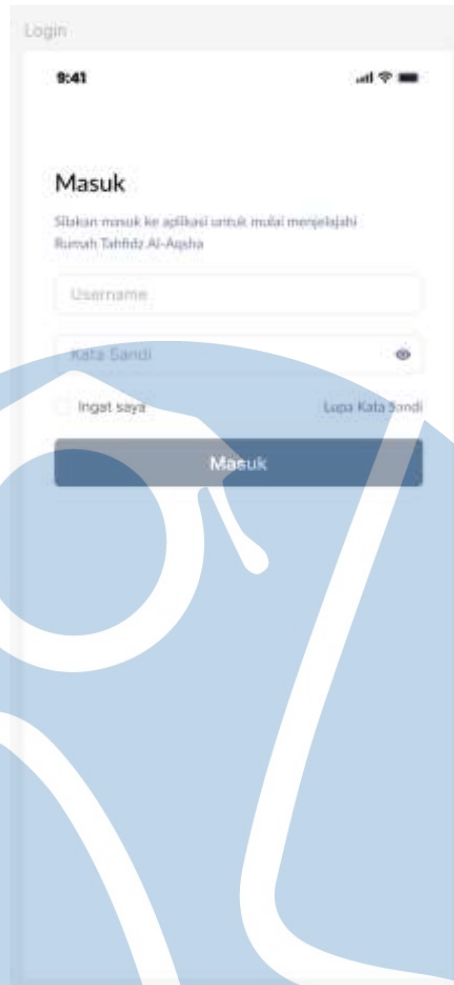 Login
9:41
Masuk
Silakan masuk ke aplikasi untuk mulai menjelajahi
Rumah Tahfidz Al-Aqsha
Username
Kata Sandi
Ingat saya
Lupa Kata Sandi
Masuk